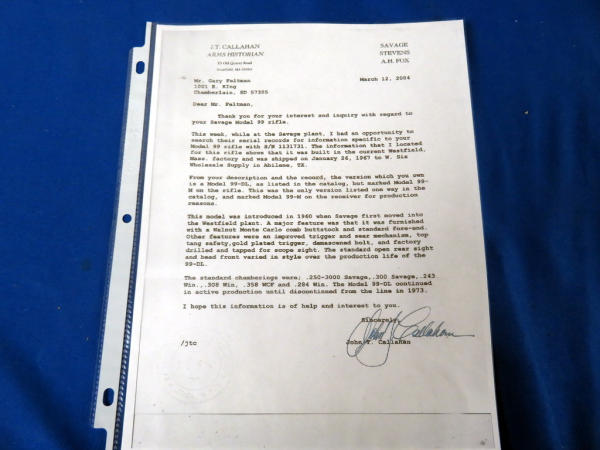 J.T. CALLAHAN
ARMS HISTORIAN
53 Old Quarry Road
SAVAGE
STEVENS
A.H. FOX
March 12, 2004
Mr. Gary Feltman
1001 E. King
Chamberlain, SD 57325
Dear Mr. Feltman,
Thank you for your interest and inquiry with regard to
your Savage Model 99 rifle.
This week, while at the Savage plant, I had an opportunity to
search their serial records for information specific to your
Model 99 rifle with S/N 1131731. The information that I located
for this rifle shows that it was built in the current Westfield,
Mass. factory and was shipped on January 26, 1967 to W. Six
Wholesale Supply in Abilene, TX.
From your description and the record, the version which you own
is a Model 99-DL, as listed in the catalog, but marked Model 99-
M on the rifle. This was the only version listed one way in the
catalog, and marked Model 99-M on the receiver for production
reasons.
This model was introduced in 1960 when Savage first moved into
the Westfield plant. A major feature was that it was furnished
with a Walnut Monte Carlo comb buttstock and standard fore-end.
Other features were an improved trigger and sear mechanism, top
tang safety,gold plated trigger, damascened bolt, and factory
drilled and tapped for scope sight. The standard open rear sight
and bead front varied in style over the production life of the
99-DL.
The standard chamberings were; .250-3000 Savage,.300 Savage,.243
Win.,.308 Win, .358 WCF and .284 Win. The Model 99-DL continued
in active production until discontinued from the line in 1973.
I hope this information is of help and interest to you.
Sincerely,
John T. Callahan
/jtc
John T. Callahan